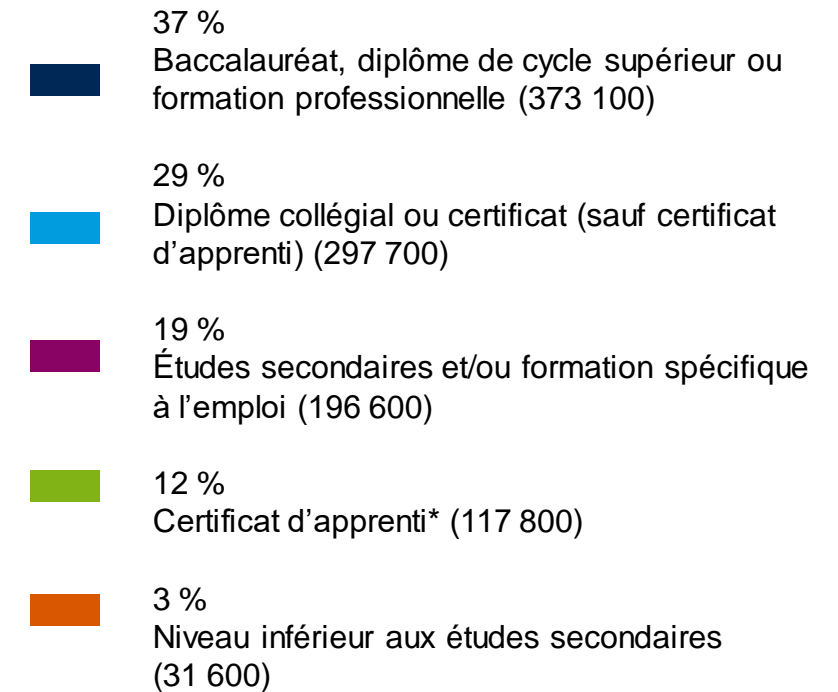 37 %
Baccalauréat, diplôme de cycle supérieur ou
formation professionnelle (373 100)
29 %
Diplôme collégial ou certificat (sauf certificat
d’apprenti) (297 700)
19 %
Études secondaires et/ou formation spécifique
à l’emploi (196 600)
12 %
Certificat d’apprenti* (117 800)
3 %
Niveau inférieur aux études secondaires
(31 600)